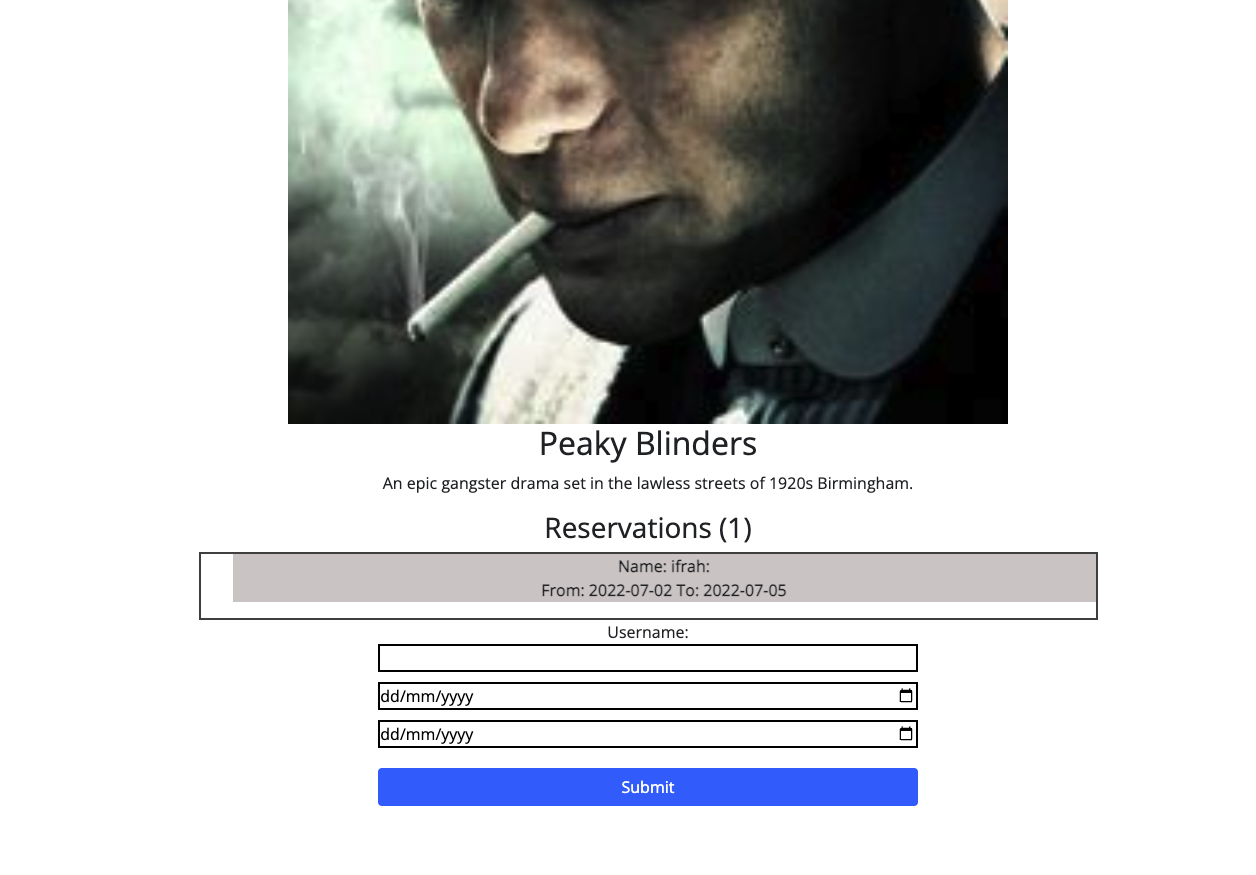 Peaky Blinders
An epic gangster drama set in the lawless streets of 1920s Birmingham.
Reservations (1)
Name: ifrah:
From: 2022-07-02 To: 2022-07-05
Username:
dd/mm/yyyy
dd/mm/yyyy
Submit